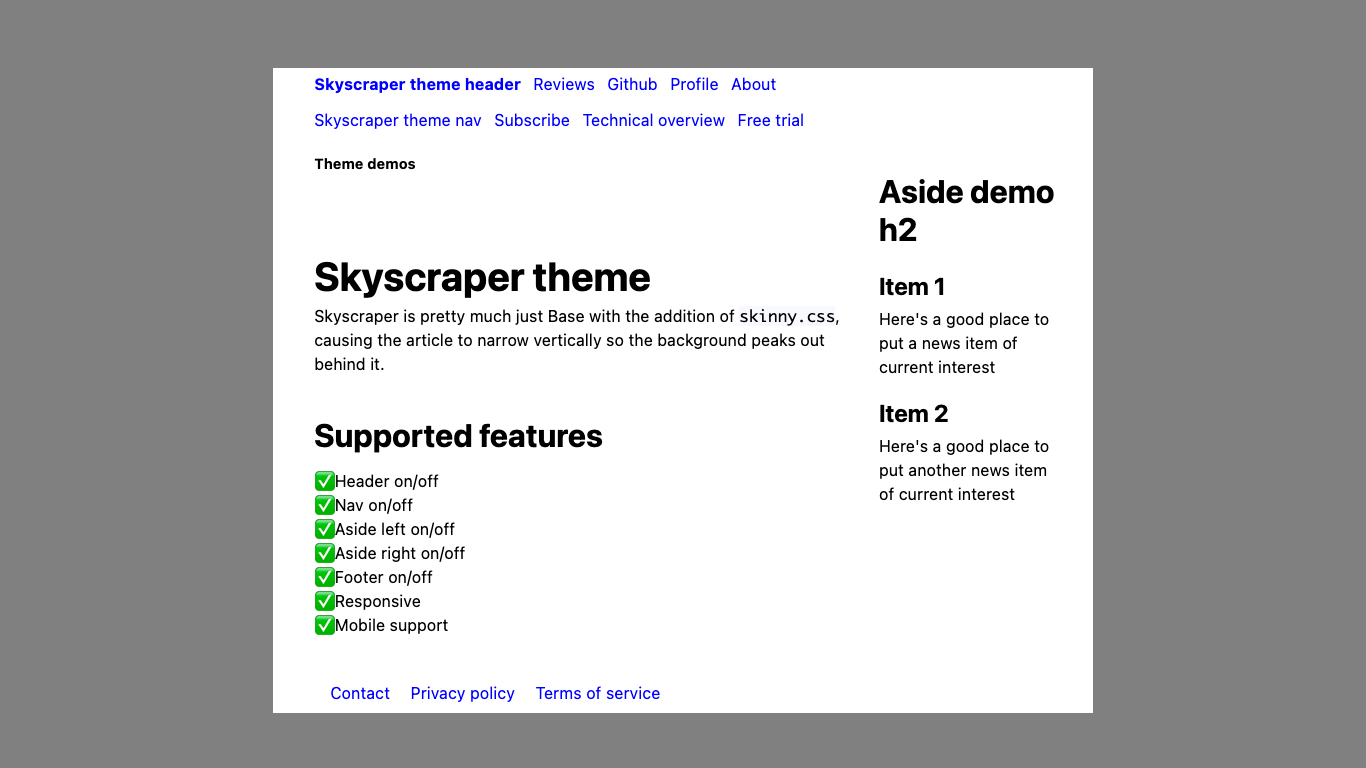 Skyscraper theme header Reviews Github Profile About
Skyscraper theme nav Subscribe Technical overview Free trial
Theme demos
Skyscraper theme
Skyscraper is pretty much just Base with the addition of skinny.css,
causing the article to narrow vertically so the background peaks out
behind it.
Supported features
✅Header on/off
✅Nav on/off
✅Aside left on/off
✅Aside right on/off
✅Footer on/off
✅Responsive
✅Mobile support
Aside demo
h2
Item 1
Here's a good place to
put a news item of
current interest
Item 2
Here's a good place to
put another news item
of current interest
Contact Privacy policy Terms of service